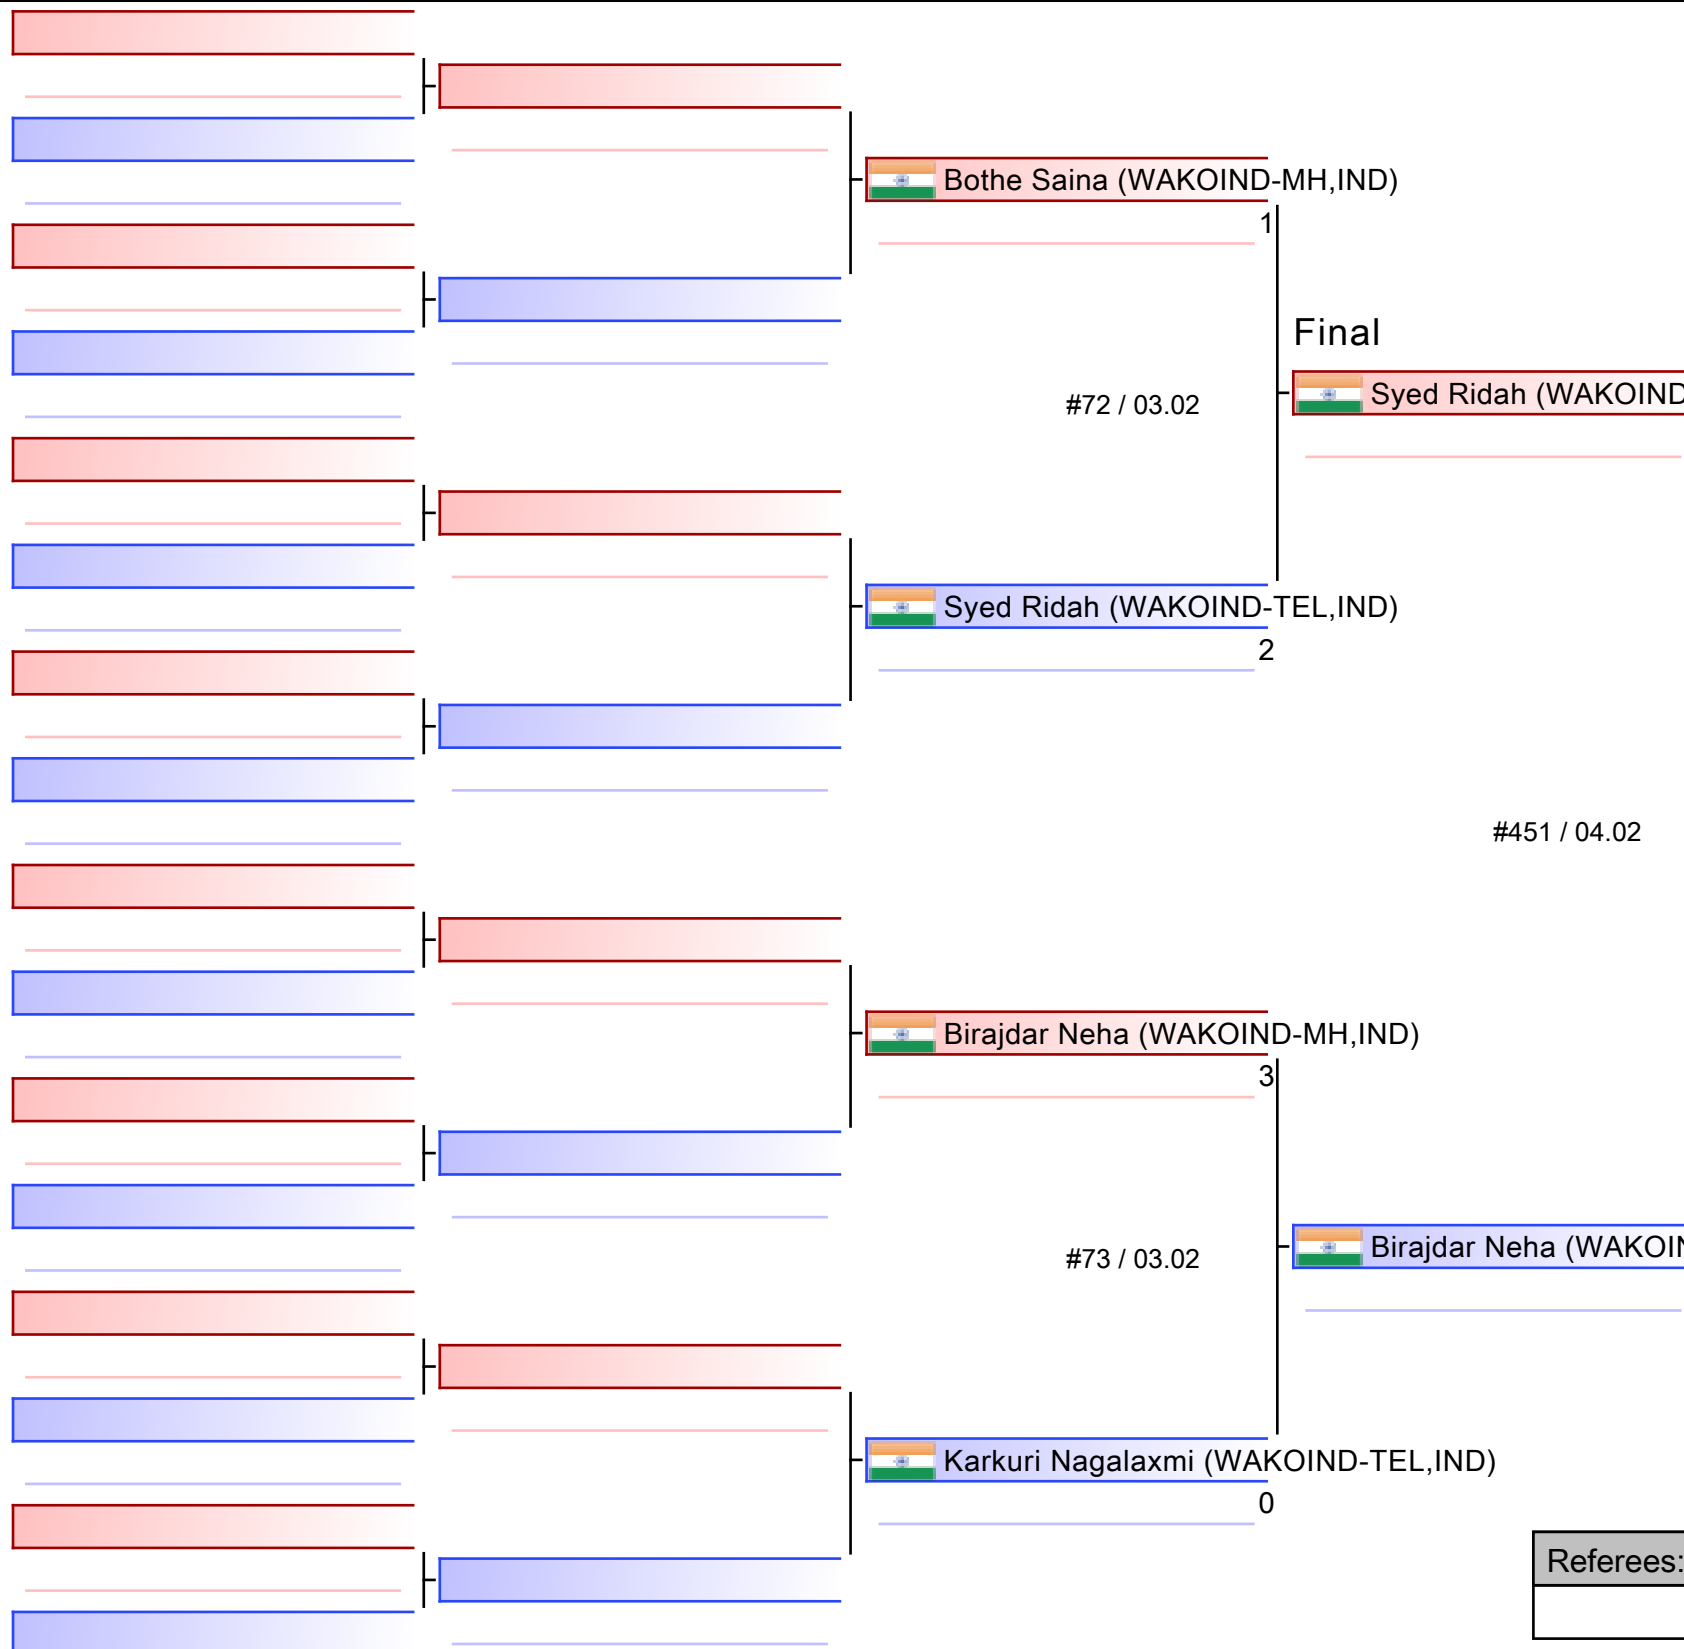 Bothe Saina (WAKOIND-MH,IND)
1
Final
#72 / 03.02
Syed Ridah (WAKOIND
Syed Ridah (WAKOIND-TEL,IND)
2
#451 / 04.02
Birajdar Neha (WAKOIND-MH,IND)
3
#73 / 03.02
Birajdar Neha (WAKOIN
Karkuri Nagalaxmi (WAKOIND-TEL,IND)
0
Referees: